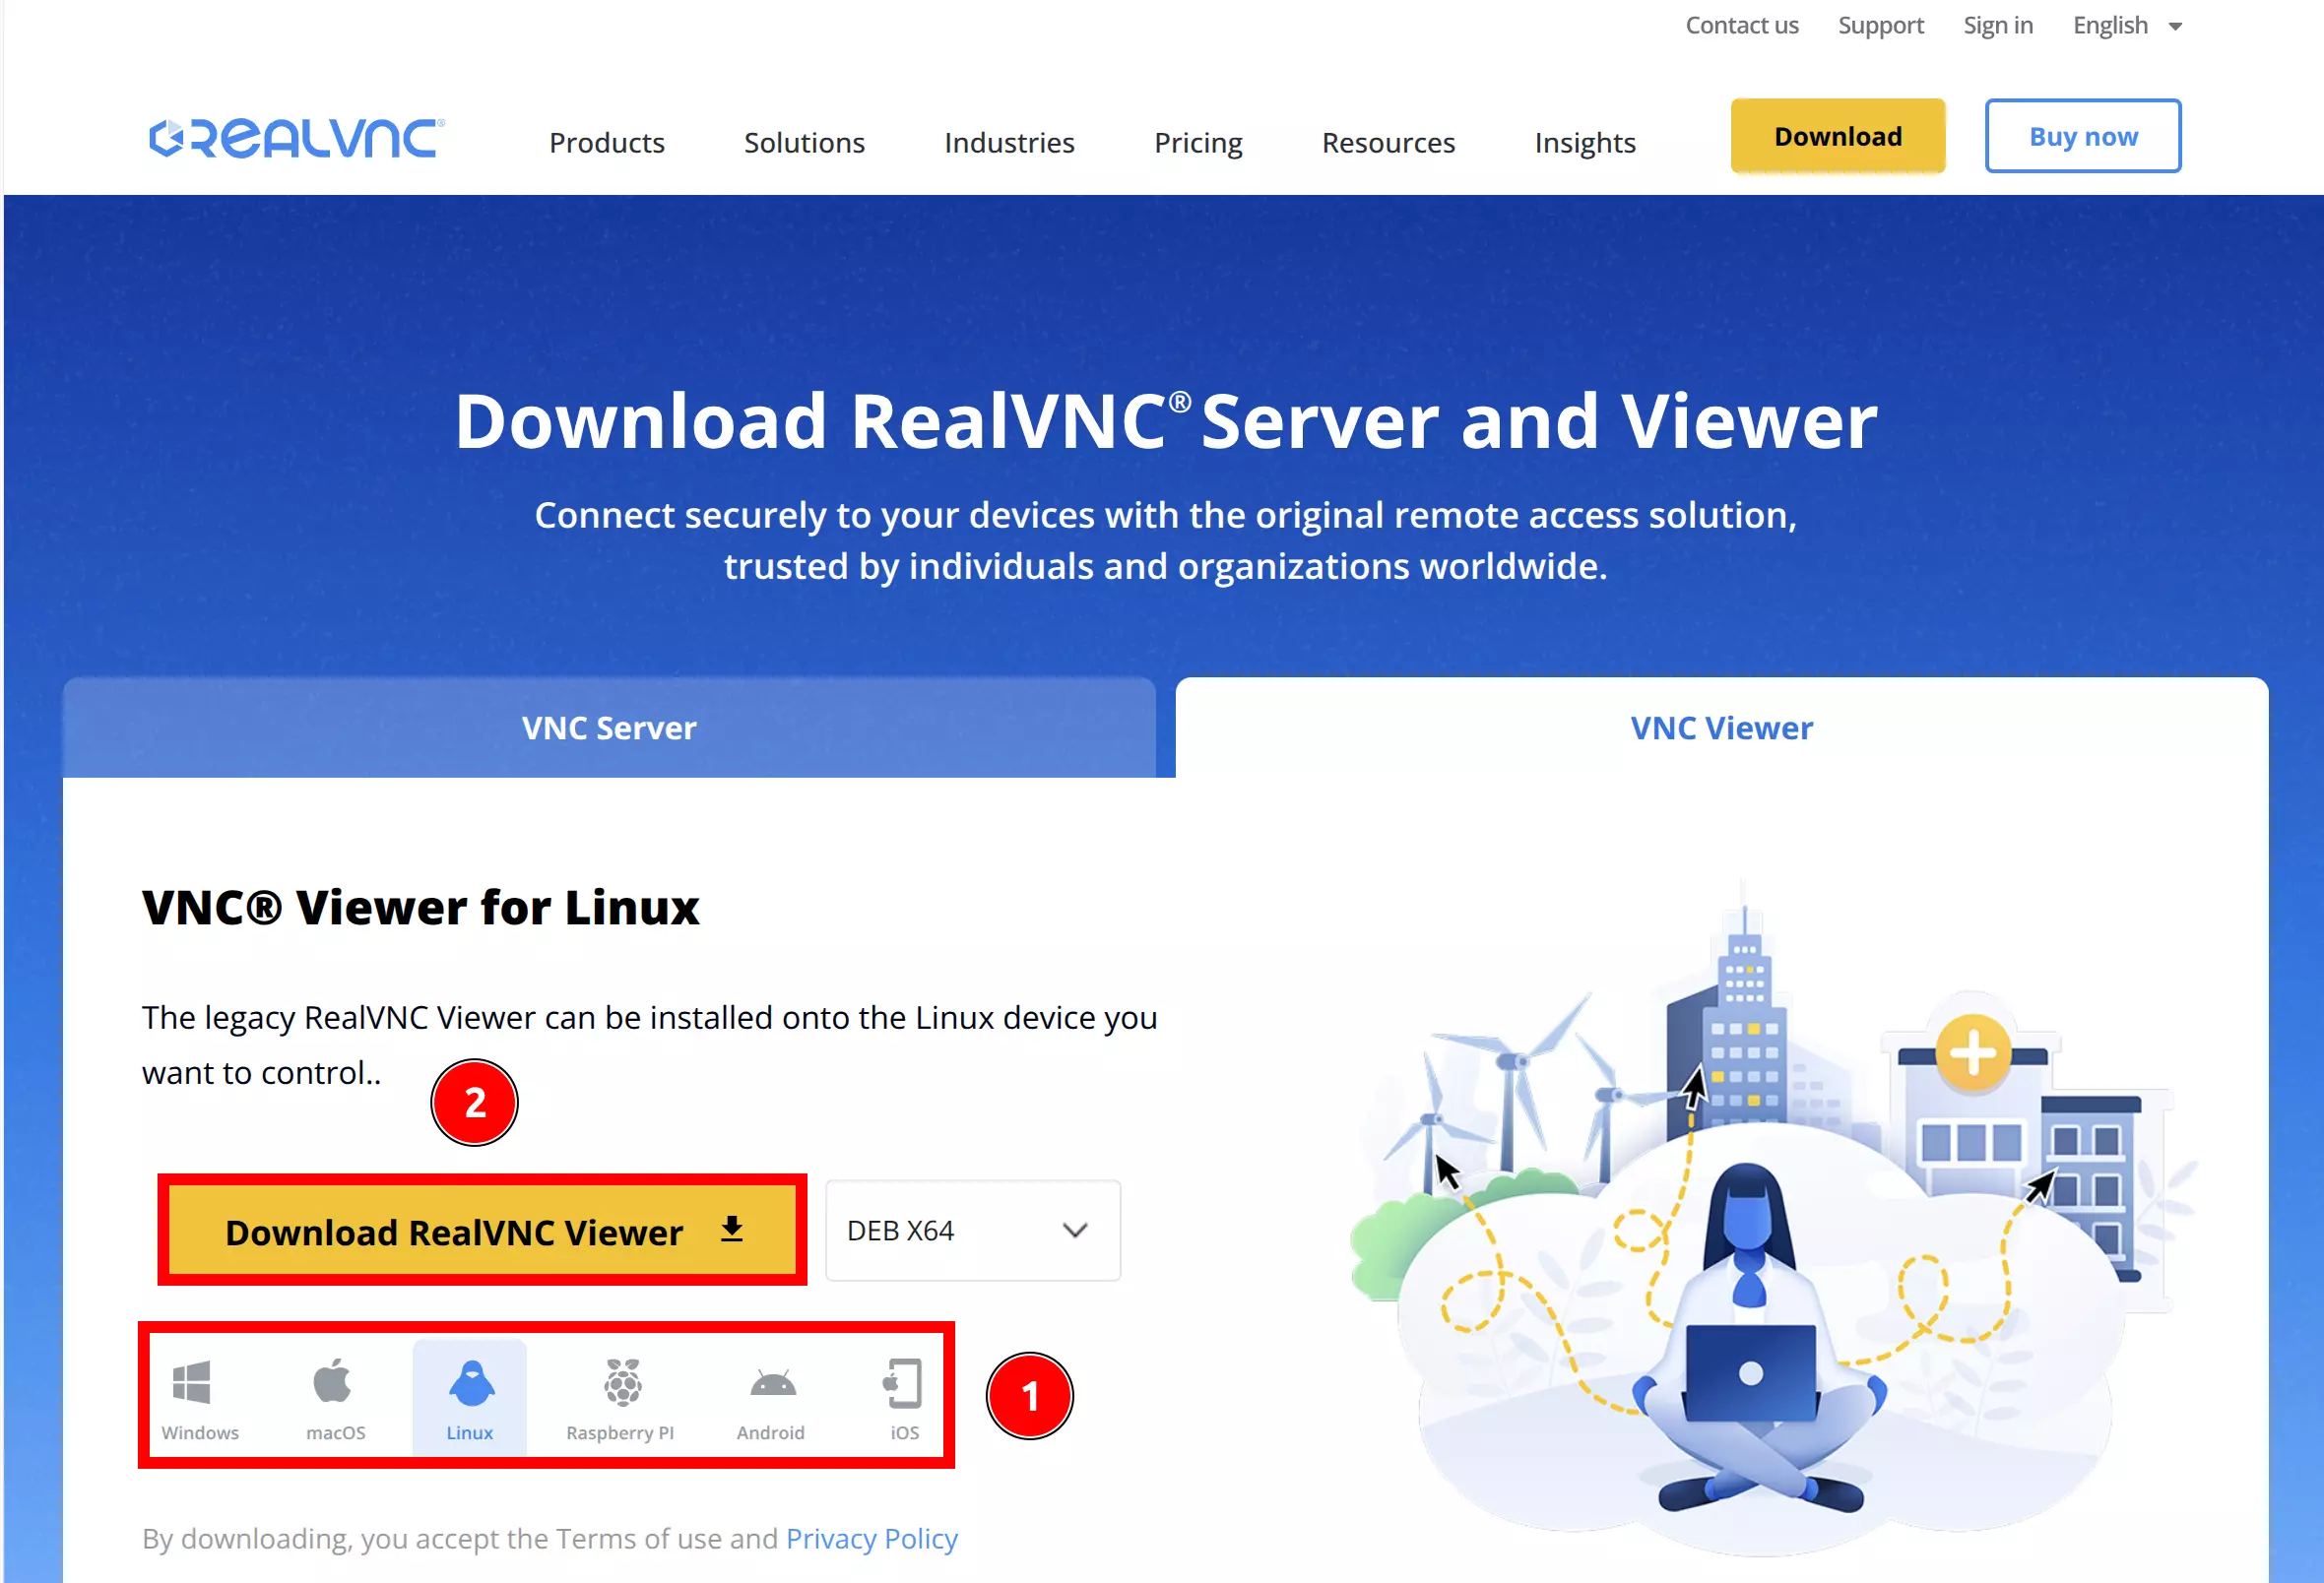 Contact us Support Sign in English
REALVNC® Products Solutions Industries Pricing Resources Insights Download Buy now
Download RealVNC® Server and Viewer
Connect securely to your devices with the original remote access solution,
trusted by individuals and organizations worldwide.
VNC Server VNC Viewer
VNC® Viewer for Linux
The legacy RealVNC Viewer can be installed onto the Linux device you
want to control..
2
Download RealVNC Viewer DEB X64
Windows macOS Linux Raspberry PI Android iOS
1
By downloading, you accept the Terms of use and Privacy Policy